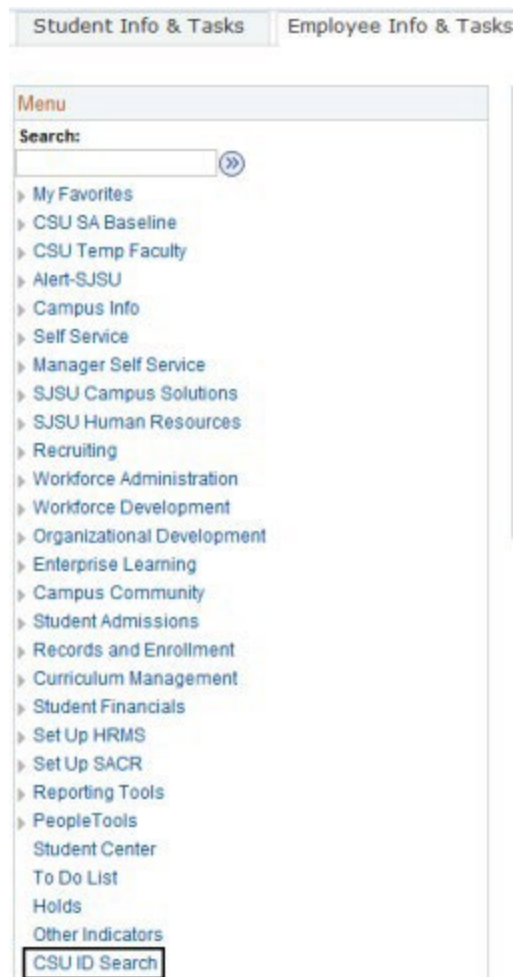 Student Info & Tasks Employee Info & Tasks
Menu
Search:
My Favorites
CSU SA Baseline
CSU Temp Faculty
Alert-SJSU
Campus Info
Self Service
Manager Self Service
SJSU Campus Solutions
SJSU Human Resources
Recruiting
Workforce Administration
Workforce Development
Organizational Development
Enterprise Learning
Campus Community
Student Admissions
Records and Enrollment
Curriculum Management
Student Financials
Set Up HRMS
Set Up SACR
Reporting Tools
PeopleTools
Student Center
To Do List
Holds
Other Indicators
CSU ID Search